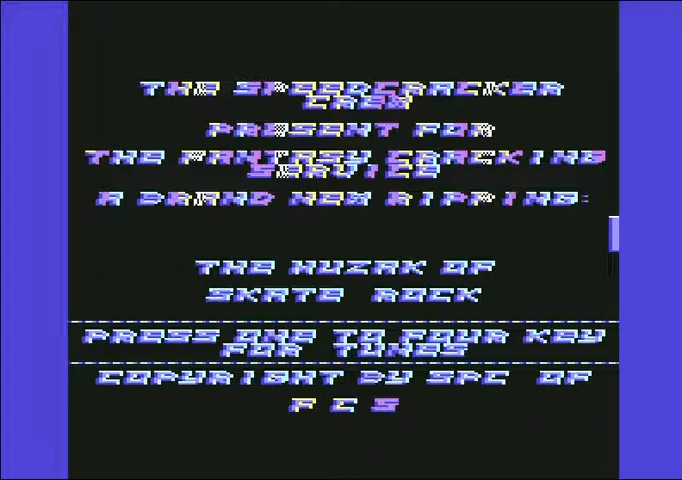 THE SPEEDCRACKER
CREW
PRESENT FOR
THE FANTASY CRACKING
SERVICE
A BRAND NEW RIPPING:
THE MUZAK OF
SKATE ROCK
PRESS ONE TO FOUR KEY
FOR TUNES
COPYRIGHT BY SPC OF
F C S